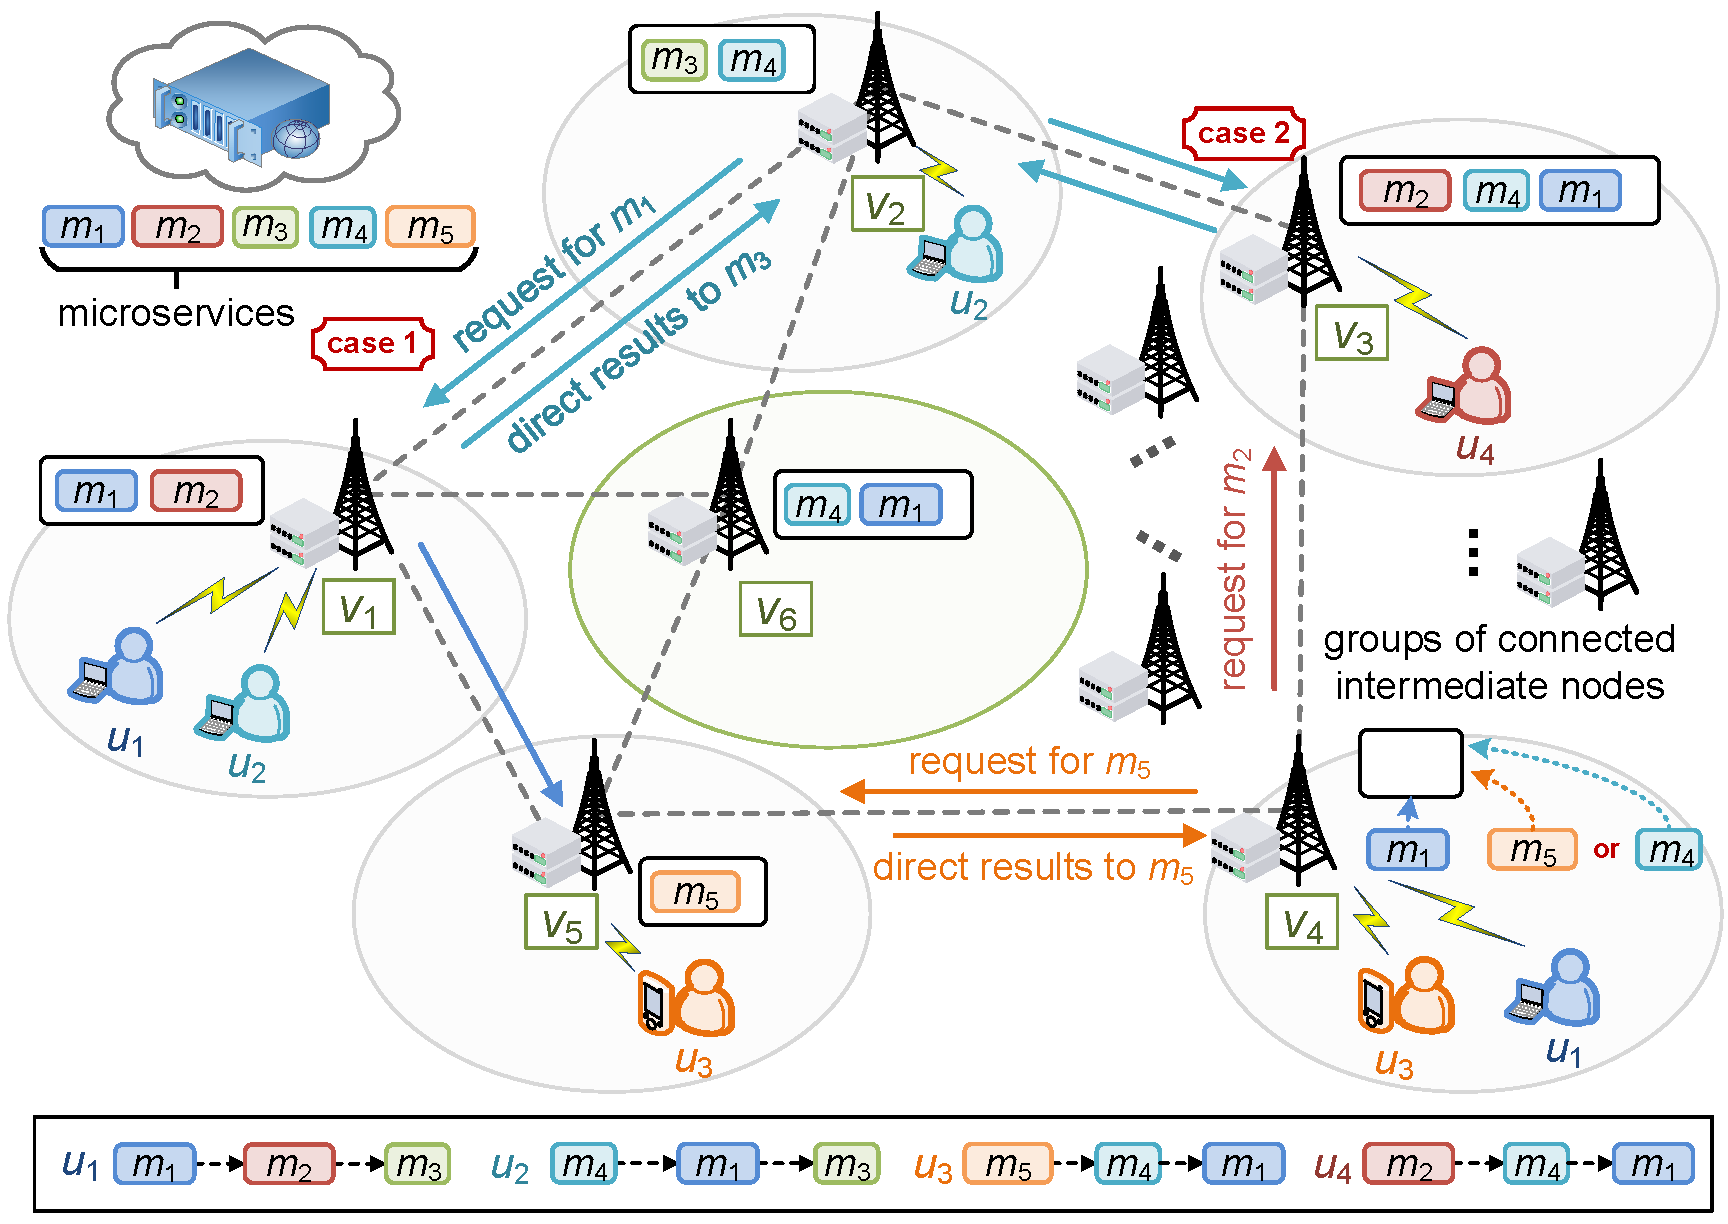 m3 m4
case 2
m2 m4 m1
v2
m1 m2 m3 m4 m5
microservices
request for m1
direct results to m3
u2
case 1
v3
u4
m1 m2
m4 m1
request for m2
v1
v6
groups of connected
intermediate nodes
u1
u2
request for m5
direct results to m5
m1 m5 or m4
m5
v5
v4
u3
u3
u1
u1 m1 m2 m3 u2 m4 m1 m3 u3 m5 m4 m1 u4 m2 m4 m1